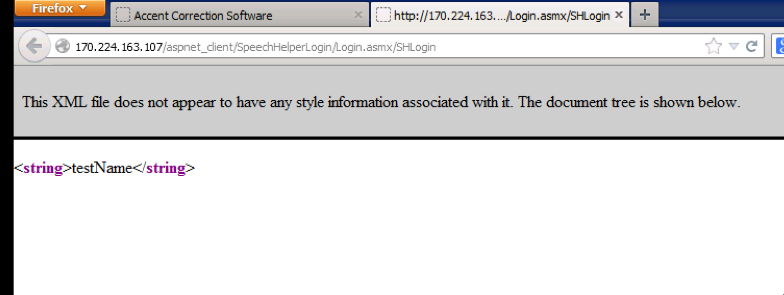 Firefox
Accent Correction Software
http://170.224.163..../Login.asmx/SHLogin
170.224.163.107/aspnet_client/SpeechHelperLogin/Login.asmx/SHLogin
This XML file does not appear to have any style information associated with it. The document tree is shown below.
<string>testName</string>